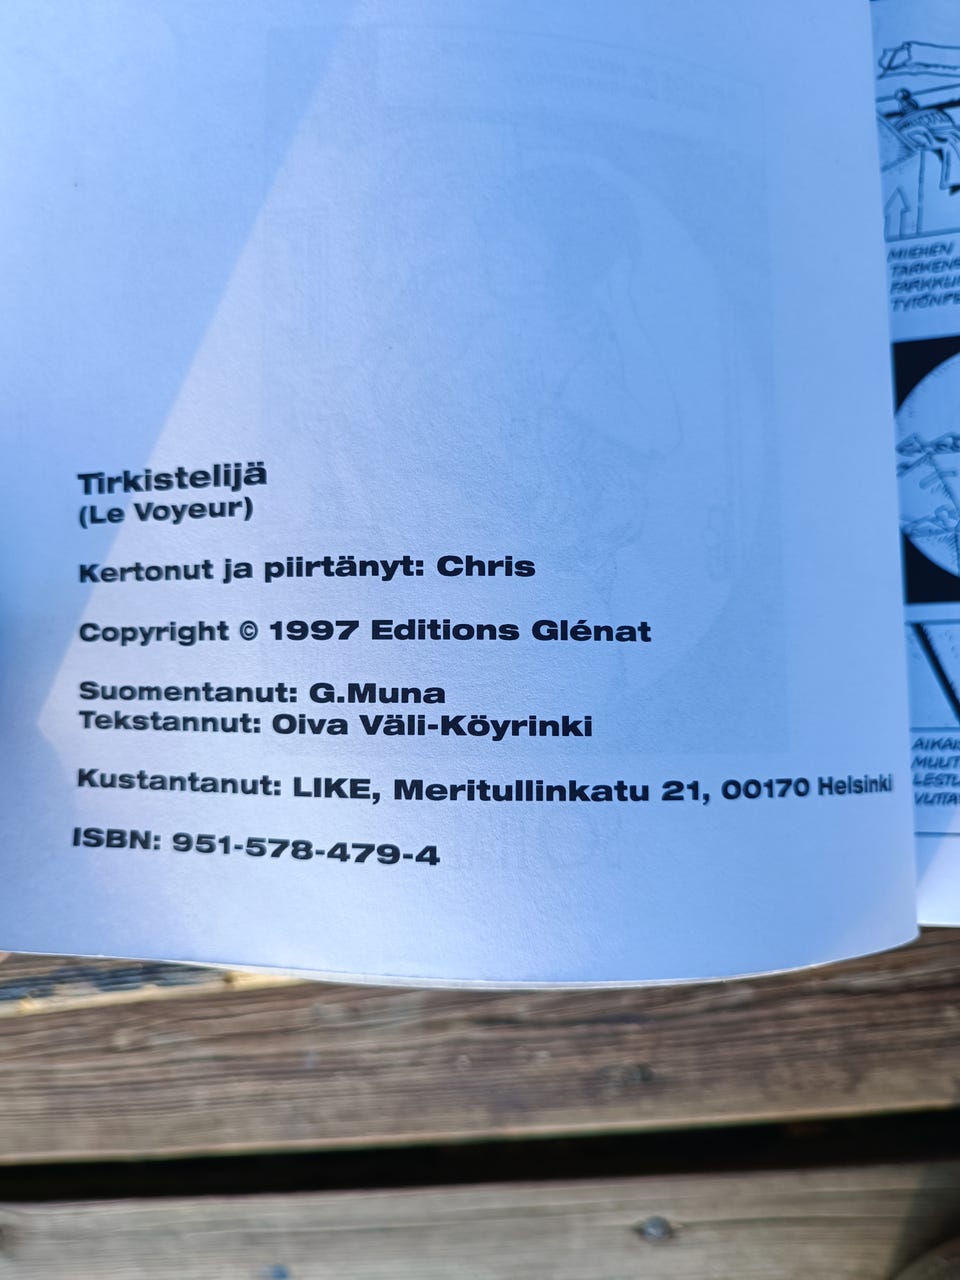 Tirkistelijä
(Le Voyeur)
Kertonut ja piirtänyt: Chris
Copyright © 1997 Editions Glénat
Suomentanut: G.Muna
Tekstannut: Oiva Väli-Köyrinki
Kustantanut: LIKE, Meritullinkatu 21, 00170 Helsinki
ISBN: 951-578-479-4
MIEHEN